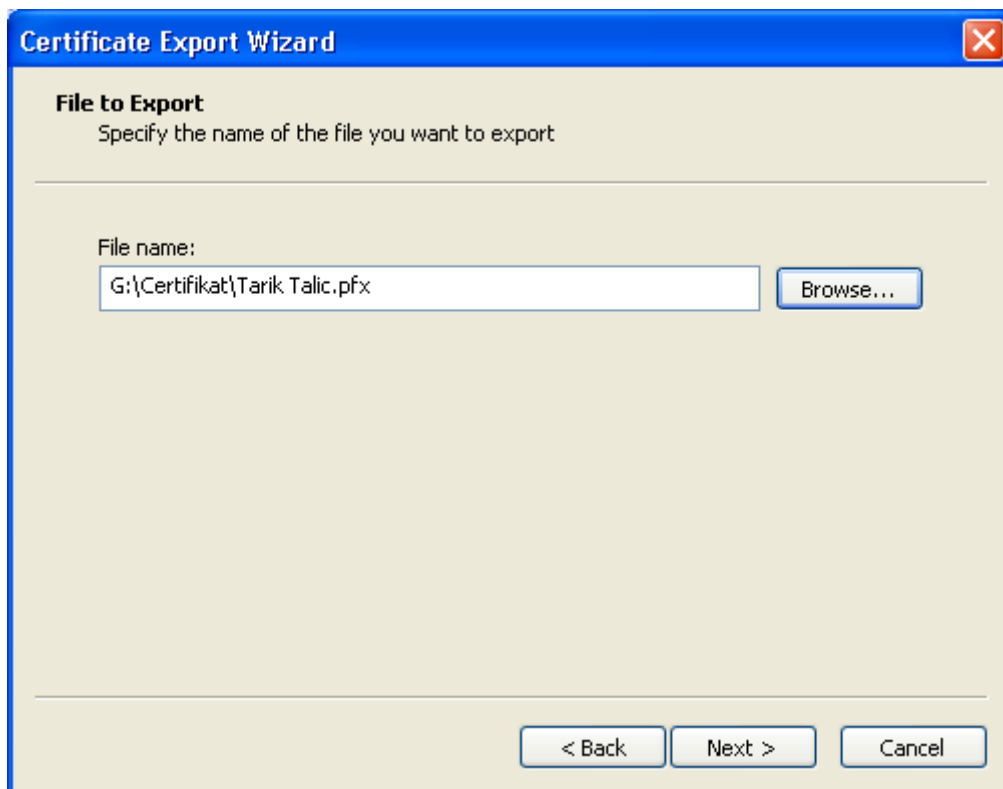 Certificate Export Wizard
File to Export
Specify the name of the file you want to export
File name:
G:\Certifikat\Tarik Talic.pfx
Browse...
< Back
Next >
Cancel